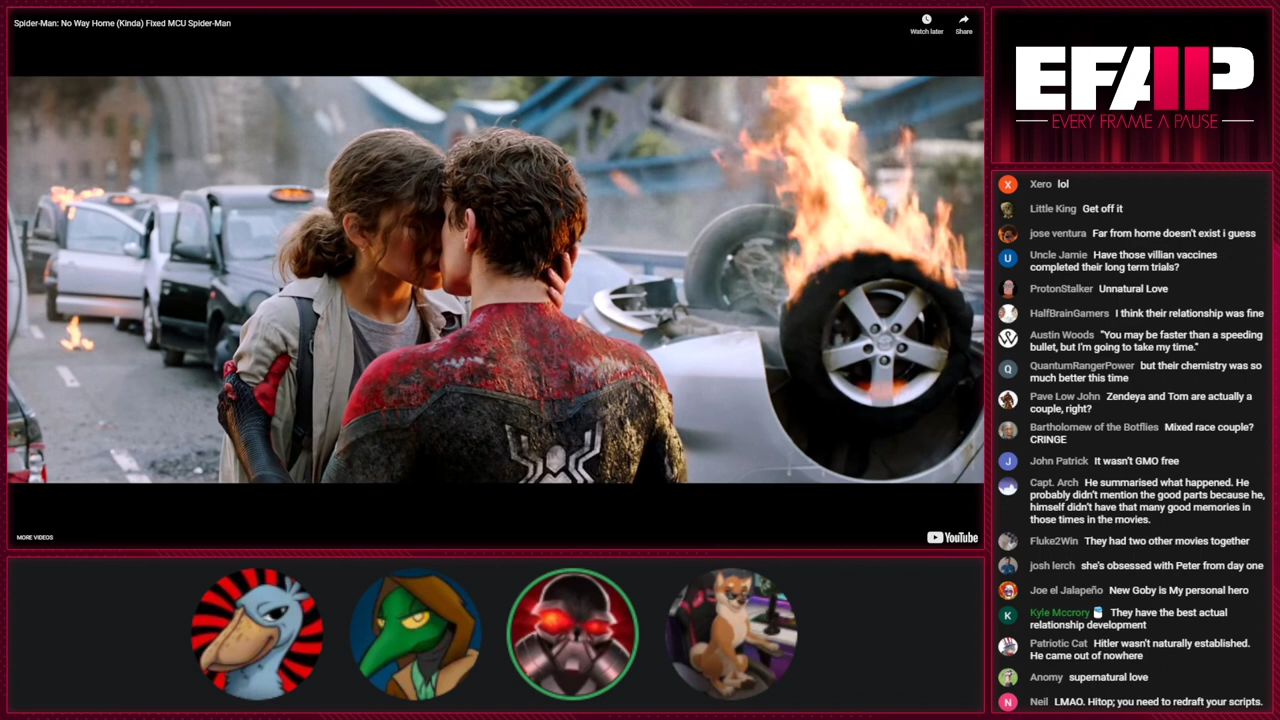 Spider-Man: No Way Home (Kinda) Fixed MCU Spider-Man
Watch later
Share
MORE VIDEOS
YouTube
EFAP
EVERY FRAME A PAUSE
X
Xero lol
Little King Get off it
jose ventura Far from home doesn't exist i guess
U
Uncle Jamie Have those villian vaccines
completed their long term trials?
ProtonStalker Unnatural Love
HalfBrainGamers I think their relationship was fine
Austin Woods "You may be faster than a speeding
bullet, but I'm going to take my time."
Q
QuantumRangerPower but their chemistry was so
much better this time
Pave Low John Zendeya and Tom are actually a
couple, right?
Bartholomew of the Botflies Mixed race couple?
CRINGE
J
John Patrick It wasn't GMO free
Capt. Arch He summarised what happened. He
probably didn't mention the good parts because he,
himself didn't have that many good memories in
those times in the movies.
Fluke2Win They had two other movies together
josh lerch she's obsessed with Peter from day one
Joe el Jalapeño New Goby is My personal hero
K
Kyle Mccrory They have the best actual
relationship development
Patriotic Cat Hitler wasn't naturally established.
He came out of nowhere
Anomy supernatural love
N
Neil LMAO. Hitop; you need to redraft your scripts.